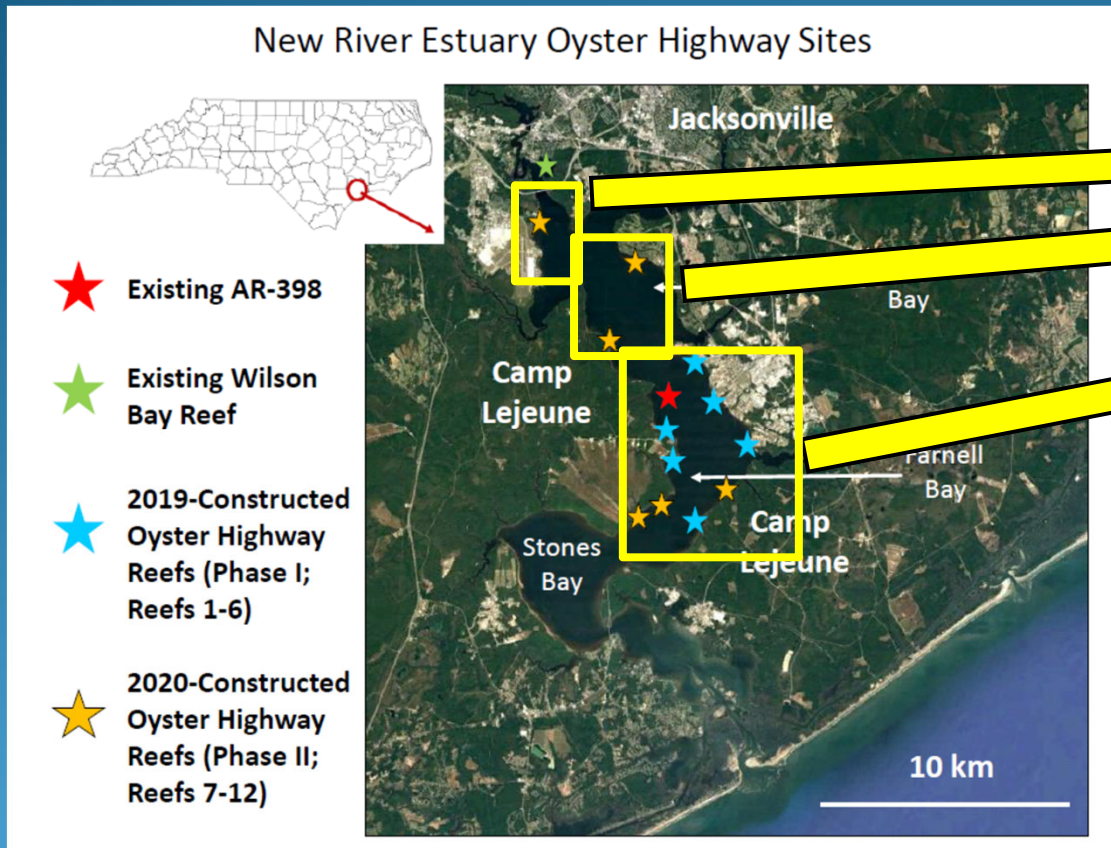 New River Estuary Oyster Highway Sites
Jacksonville
Existing AR-398
Bay
Existing Wilson
Bay Reef
Camp
Lejeune
2019-Constructed
Oyster Highway
Reefs (Phase I;
Reefs 1-6)
Farnell
Bay
Camp
Lejeune
Stones
Bay
2020-Constructed
Oyster Highway
Reefs (Phase II;
Reefs 7-12)
10 km